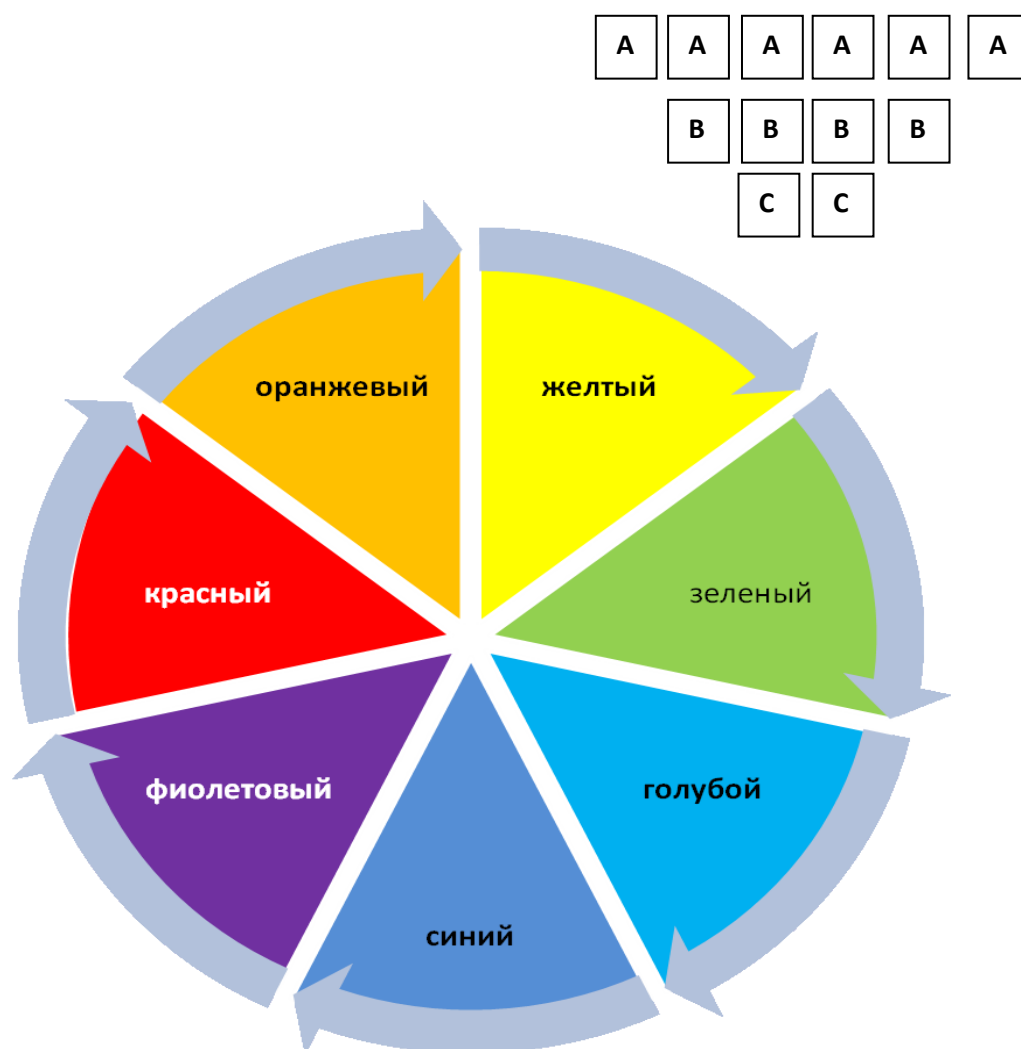 A A A A A A
B B B B
C C
оранжевый желтый
красный зеленый
фиолетовый голубой
синий